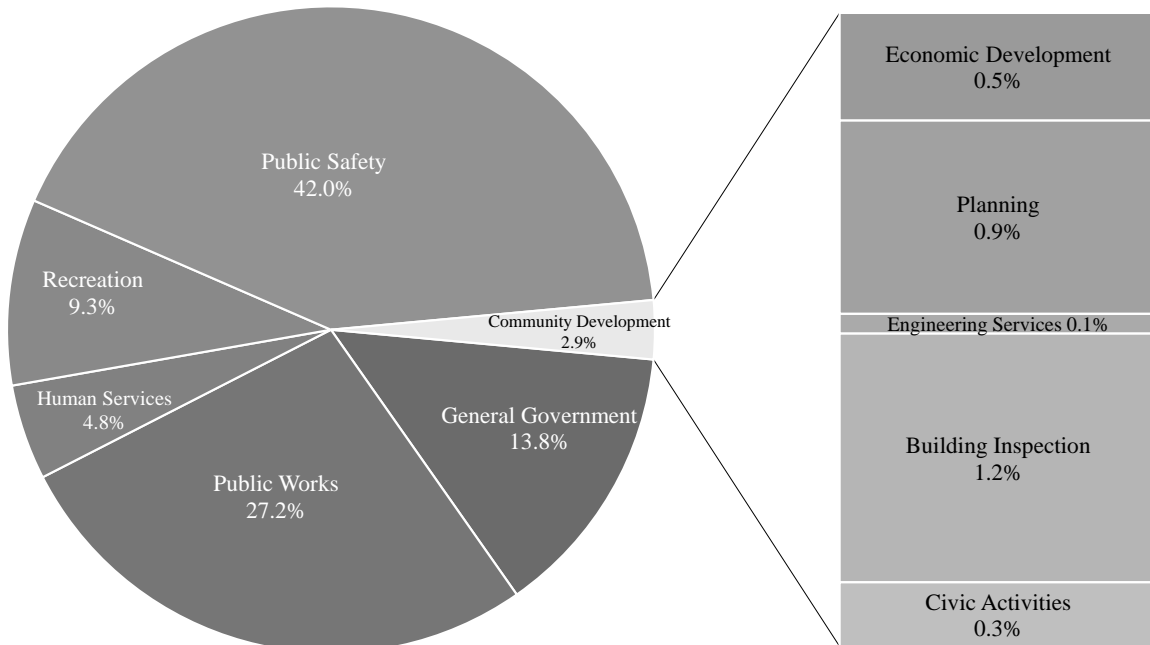 Public Safety
42.0%
Recreation
9.3%
Human Services
4.8%
Public Works
27.2%
General Government
13.8%
Community Development
2.9%
Economic Development
0.5%
Planning
0.9%
Engineering Services 0.1%
Building Inspection
1.2%
Civic Activities
0.3%